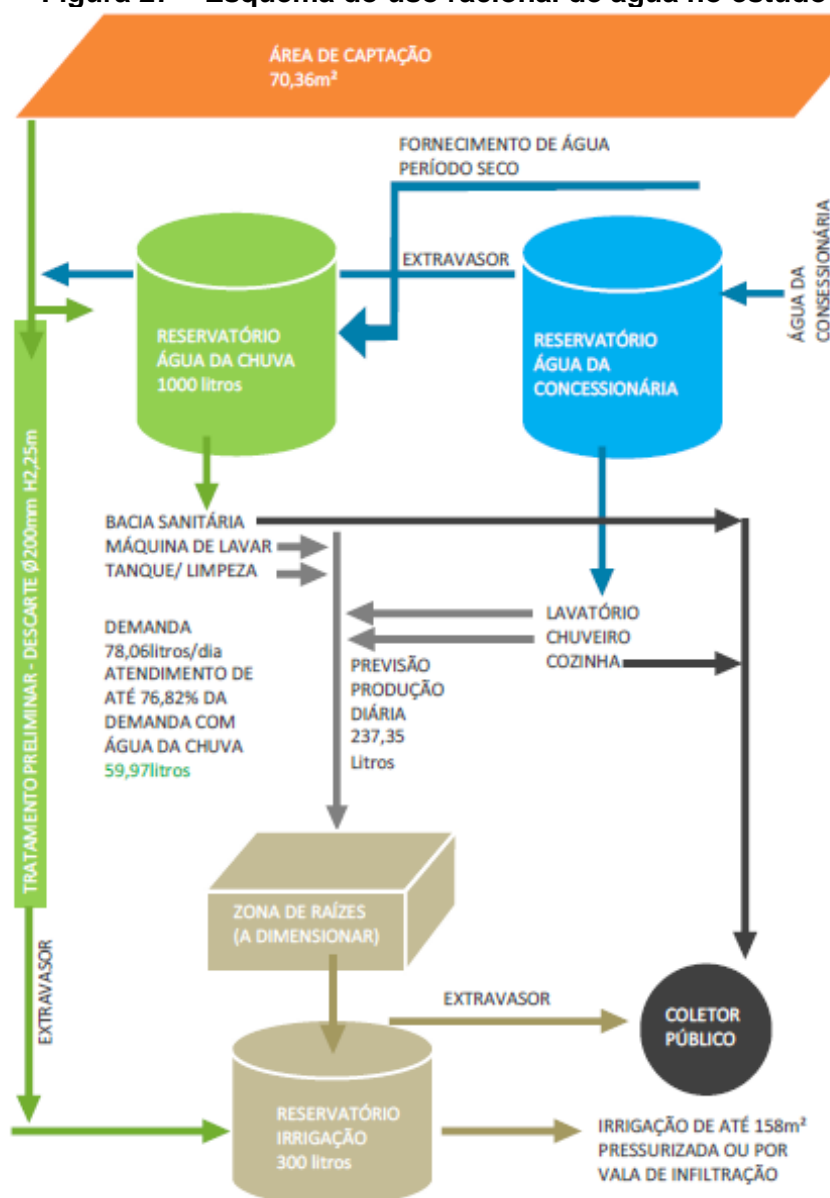 Figura 27 – Esquema do uso racional de água no estudo
ÁREA DE CAPTAÇÃO
70,36m²
FORNECIMENTO DE ÁGUA
PERÍODO SECO
EXTRAVASOR
ÁGUA DA
CONSESSIONÁRIA
RESERVATÓRIO
ÁGUA DA CHUVA
1000 litros
RESERVATÓRIO
ÁGUA DA
CONCESSIONÁRIA
TRATAMENTO PRELIMINAR - DESCARTE Ø200mm H2,25m
BACIA SANITÁRIA
MÁQUINA DE LAVAR
TANQUE/ LIMPEZA
LAVATÓRIO
CHUVEIRO
COZINHA
DEMANDA
78,06litros/dia
ATENDIMENTO DE
ATÉ 76,82% DA
DEMANDA COM
ÁGUA DA CHUVA
59,97litros
PREVISÃO
PRODUÇÃO
DIÁRIA
237,35
Litros
ZONA DE RAÍZES
(A DIMENSIONAR)
EXTRAVASOR
EXTRAVASOR
COLETOR
PÚBLICO
RESERVATÓRIO
IRRIGAÇÃO
300 litros
IRRIGAÇÃO DE ATÉ 158m²
PRESSURIZADA OU POR
VALA DE INFILTRAÇÃO